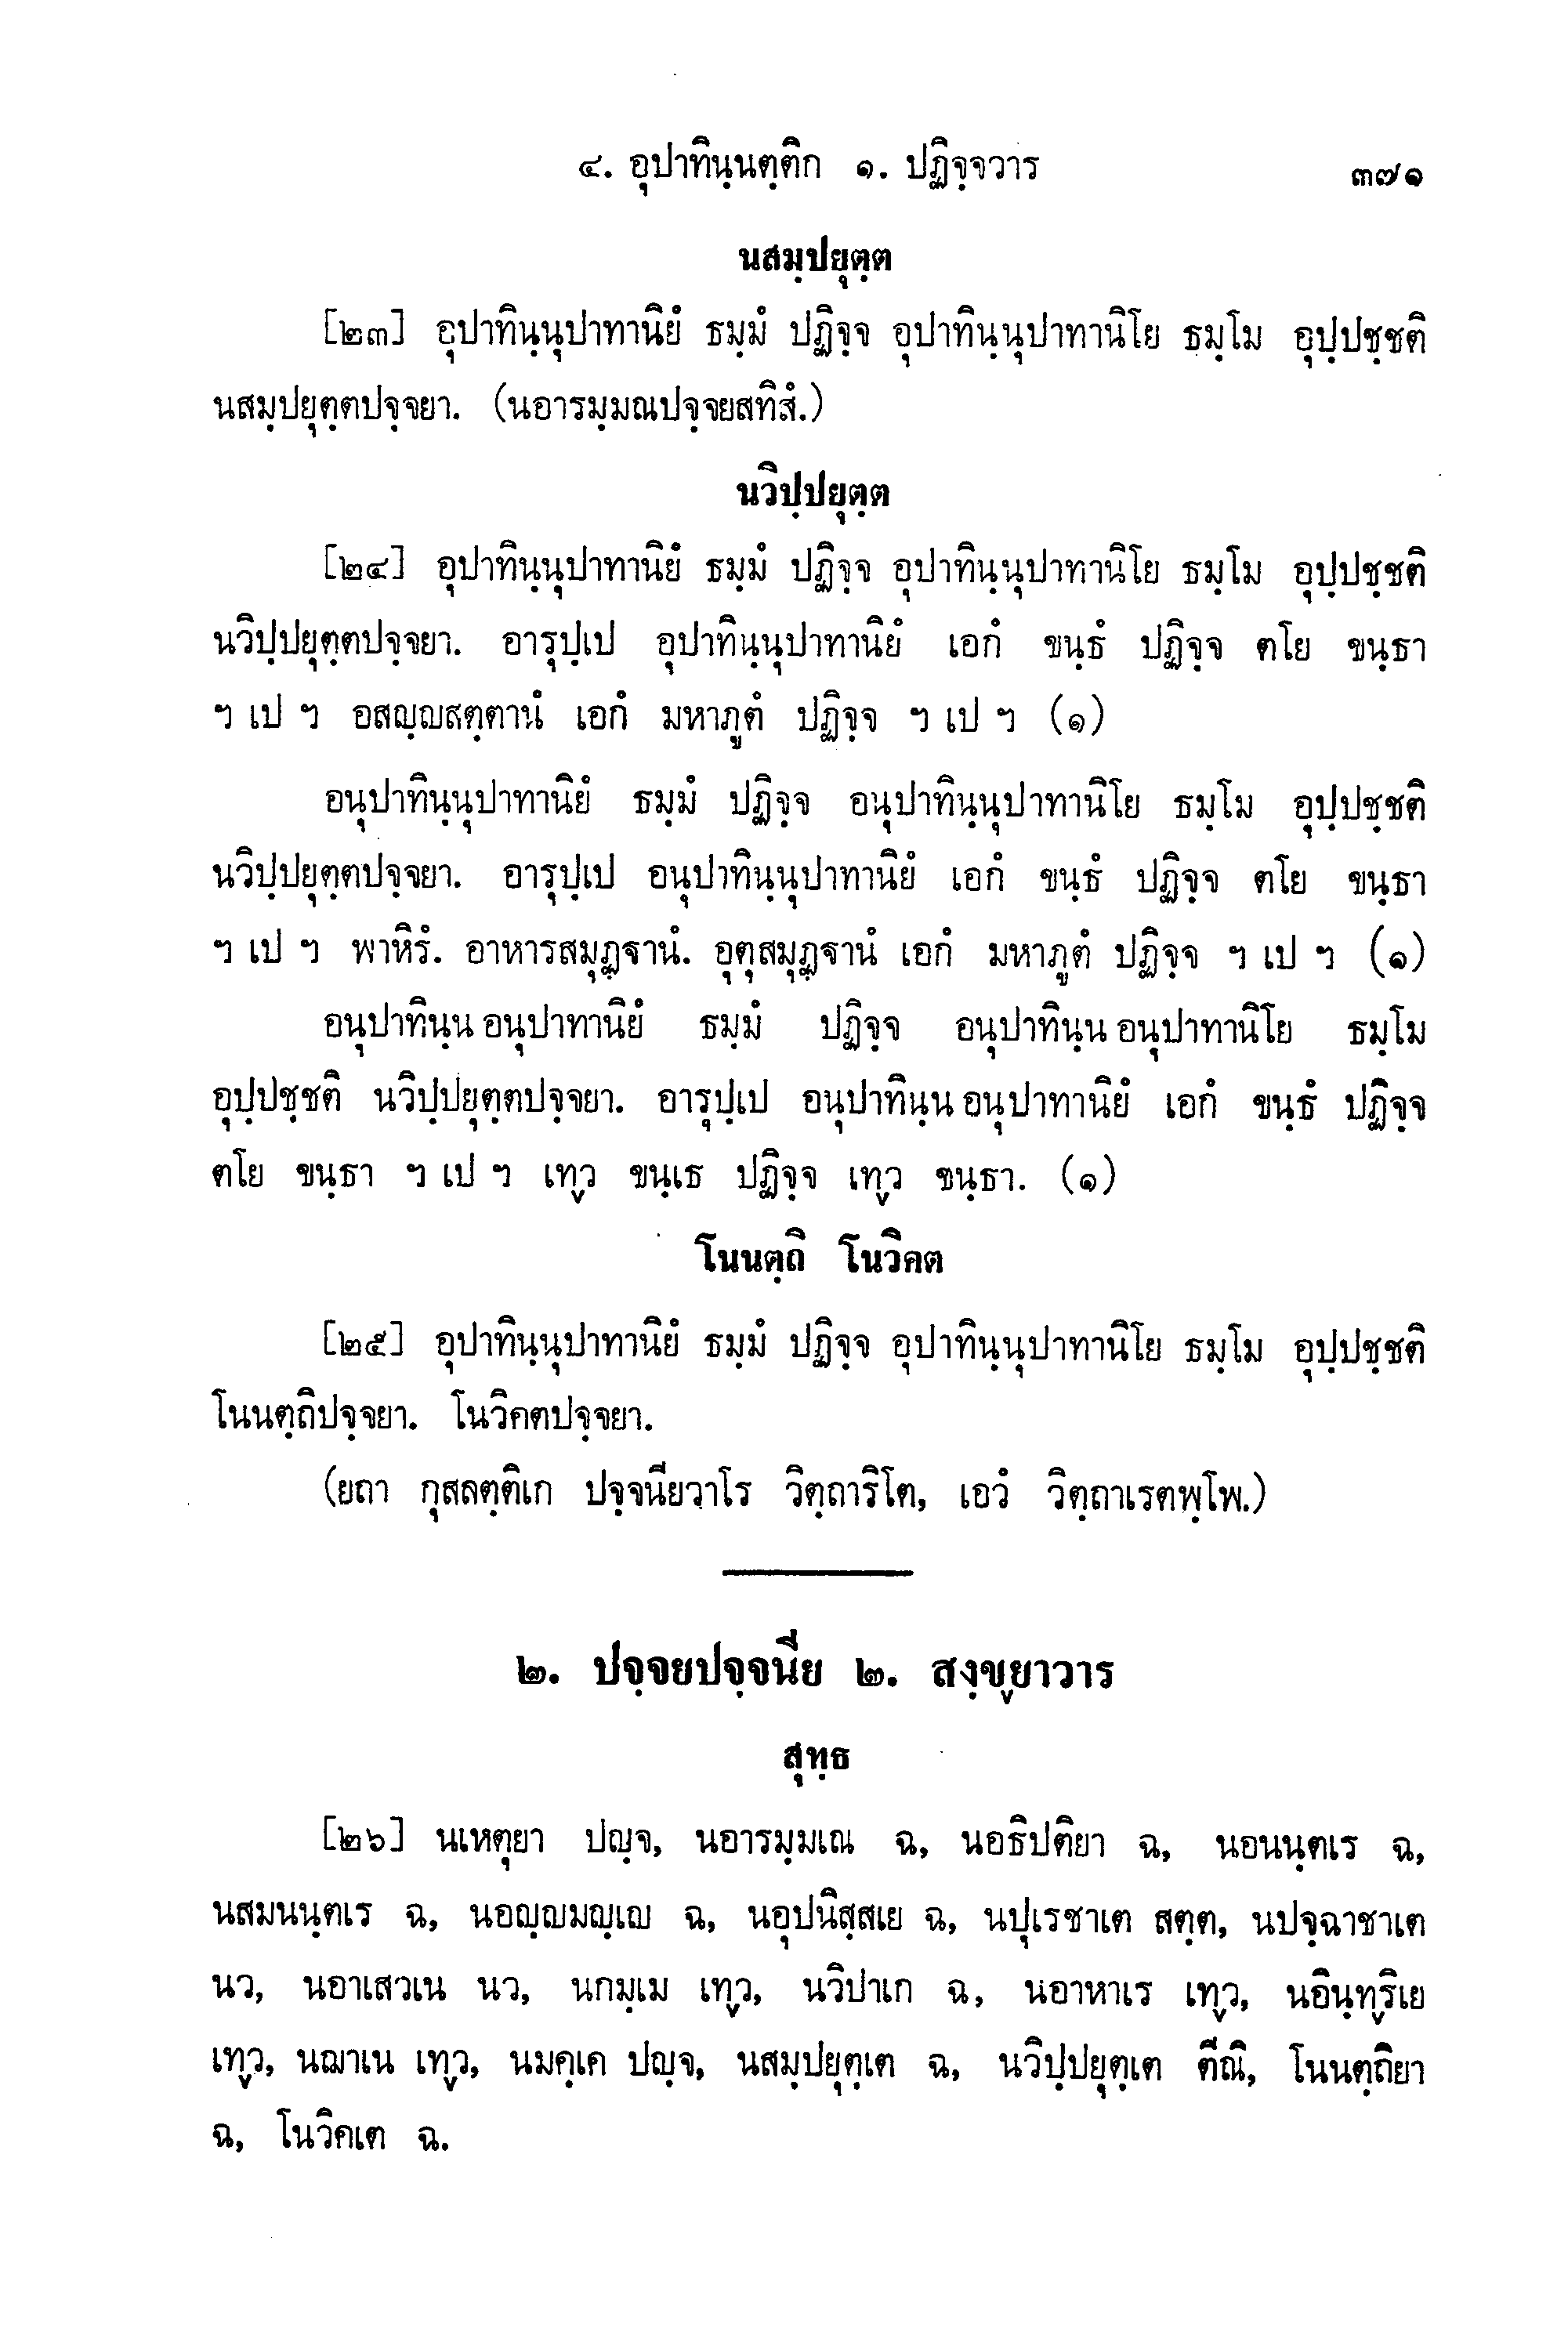 ๔. อุปาทินฺนตฺติก ๑. ปฏิจฺจวาร ๓๗๑
นสมฺปยุตฺต
[๒๓] อุปาทินฺนุปาทานิยํ ธมฺมํ ปฏิจฺจ อุปาทินฺนุปาทานิโย ธมฺโม อุปฺปชฺชติ
นสมฺปยุตฺตปจฺจยา. (นอารมฺมณปจฺจยสทิสํ.)
นวิปฺปยุตฺต
[๒๔] อุปาทินฺนุปาทานิยํ ธมฺมํ ปฏิจฺจ อุปาทินฺนุปาทานิโย ธมฺโม อุปฺปชฺชติ
นวิปฺปยุตฺตปจฺจยา. อารุปฺเป อุปาทินฺนุปาทานิยํ เอกํ ขนฺธํ ปฏิจฺจ ตโย ขนฺธา
ฯ เป ฯ อสญฺญสตฺตานํ เอกํ มหาภูตํ ปฏิจฺจ ฯ เป ฯ (๑)
อนุปาทินฺนุปาทานิยํ ธมฺมํ ปฏิจฺจ อนุปาทินฺนุปาทานิโย ธมฺโม อุปฺปชฺชติ
นวิปฺปยุตฺตปจฺจยา. อารุปฺเป อนุปาทินฺนุปาทานิยํ เอกํ ขนฺธํ ปฏิจฺจ ตโย ขนฺธา
ฯ เป ฯ พาหิรํ. อาหารสมุฏฺฐานํ. อุตุสมุฏฺฐานํ เอกํ มหาภูตํ ปฏิจฺจ ฯ เป ฯ (๑)
อนุปาทินฺน อนุปาทานิยํ ธมฺมํ ปฏิจฺจ อนุปาทินฺน อนุปาทานิโย ธมฺโม
อุปฺปชฺชติ นวิปฺปยุตฺตปจฺจยา. อารุปฺเป อนุปาทินฺน อนุปาทานิยํ เอกํ ขนฺธํ ปฏิจฺจ
ตโย ขนฺธา ฯ เป ฯ เทฺว ขนฺเธ ปฏิจฺจ เทฺว ขนฺธา. (๑)
โนนตฺถิ โนวิคต
[๒๕] อุปาทินฺนุปาทานิยํ ธมฺมํ ปฏิจฺจ อุปาทินฺนุปาทานิโย ธมฺโม อุปฺปชฺชติ
โนนตฺถิปจฺจยา. โนวิคตปจฺจยา.
(ยถา กุสลตฺติเก ปจฺจนียวาโร วิตฺถาริโต, เอวํ วิตฺถาเรตพฺโพ.)
๒. ปจฺจยปจฺจนีย ๒. สงฺขฺยาวาร
สุทฺธ
[๒๖] นเหตุยา ปญฺจ, นอารมฺมเณ ฉ, นอธิปติยา ฉ, นอนนฺตเร ฉ,
นสมนนฺตเร ฉ, นอญฺญมญฺเญ ฉ, นอุปนิสฺสเย ฉ, นปุเรชาเต สตฺต, นปจฺฉาชาเต
นว, นอาเสวเน นว, นกมฺเม เทฺว, นวิปาเก ฉ, นอาหาเร เทฺว, นอินฺทฺริเย
เทฺว, นฌาเน เทฺว, นมคฺเค ปญฺจ, นสมฺปยุตฺเต ฉ, นวิปฺปยุตฺเต ตีณิ, โนนตฺถิยา
ฉ, โนวิคเต ฉ.